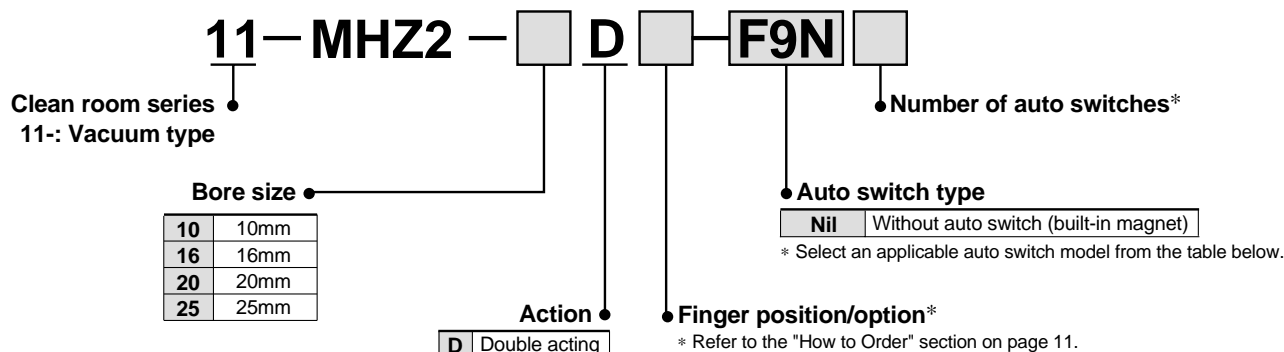 11 — MHZ2 — D — F9N
Clean room series
11-: Vacuum type
Number of auto switches*
Bore size
10 10mm
16 16mm
20 20mm
25 25mm
Auto switch type
Nil Without auto switch (built-in magnet)
* Select an applicable auto switch model from the table below.
Action
D Double acting
Finger position/option*
* Refer to the "How to Order" section on page 11.